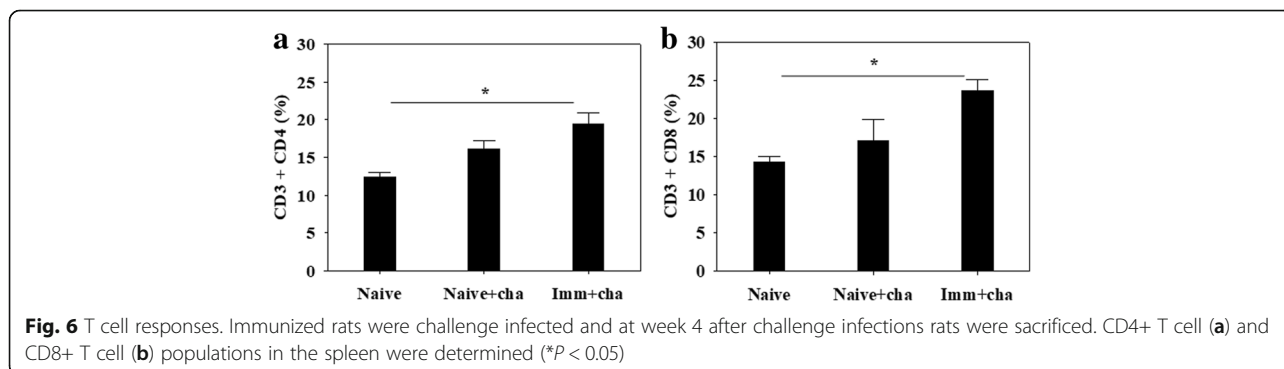 a
30
25
20
15
10
5
0
CD3 + CD4 (%)
*
Naive Naive+cha Imm+cha
b
30
25
20
15
10
5
0
CD3 + CD8 (%)
*
Naive Naive+cha Imm+cha
Fig. 6 T cell responses. Immunized rats were challenge infected and at week 4 after challenge infections rats were sacrificed. CD4+ T cell (a) and
CD8+ T cell (b) populations in the spleen were determined (*P < 0.05)